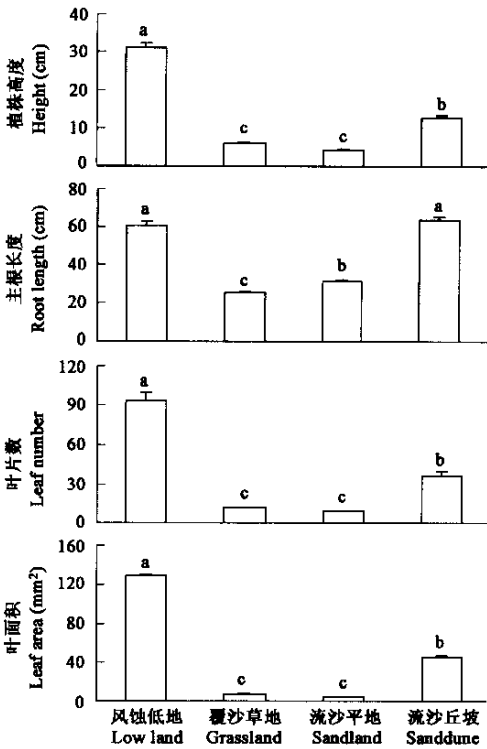 植株高度
Height (cm)
40
30
20
10
0
a
c
c
b
主根长度
Root length (cm)
80
60
40
20
0
a
c
b
a
叶片数
Leaf number
120
90
60
30
0
a
c
c
b
叶面积
Leaf area (mm²)
160
120
80
40
0
a
c
c
b
风蚀低地 覆沙草地 流沙平地 流沙丘坡
Low land Grassland Sandland Sanddune